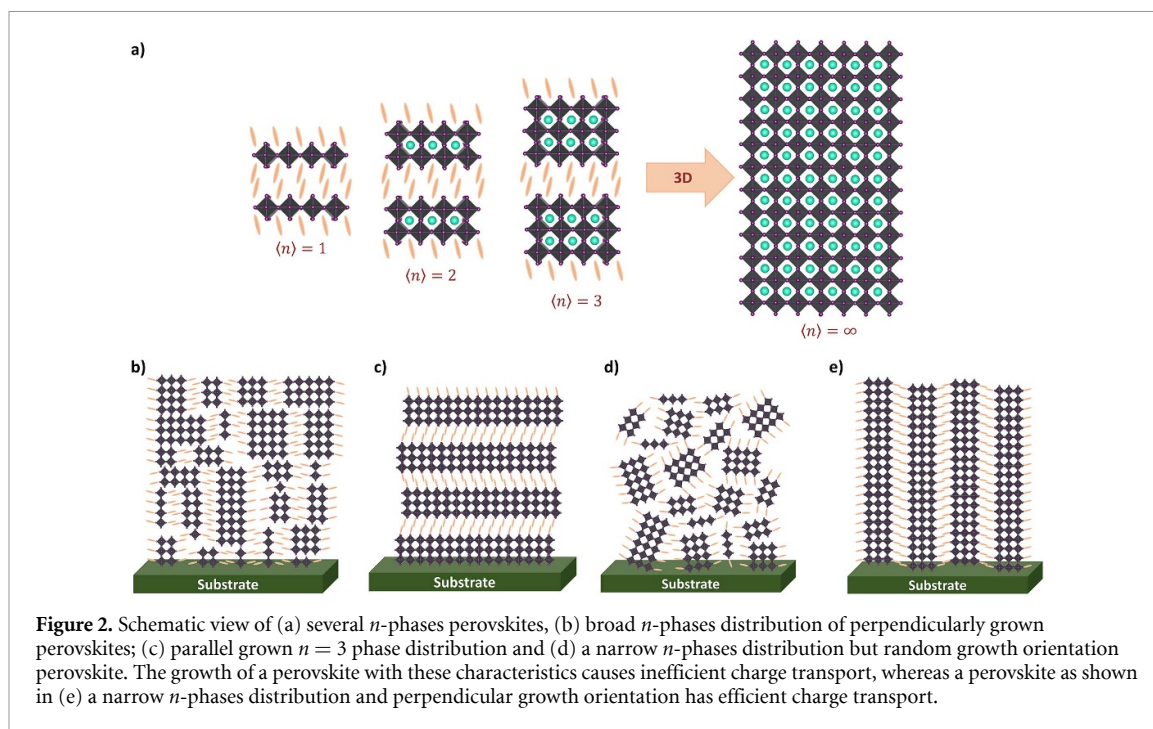 a)
3D
⟨n⟩ = 1
⟨n⟩ = 2
⟨n⟩ = 3
⟨n⟩ = ∞
b)
c)
d)
e)
Substrate
Substrate
Substrate
Substrate
Figure 2. Schematic view of (a) several n-phases perovskites, (b) broad n-phases distribution of perpendicularly grown
perovskites; (c) parallel grown n = 3 phase distribution and (d) a narrow n-phases distribution but random growth orientation
perovskite. The growth of a perovskite with these characteristics causes inefficient charge transport, whereas a perovskite as shown
in (e) a narrow n-phases distribution and perpendicular growth orientation has efficient charge transport.